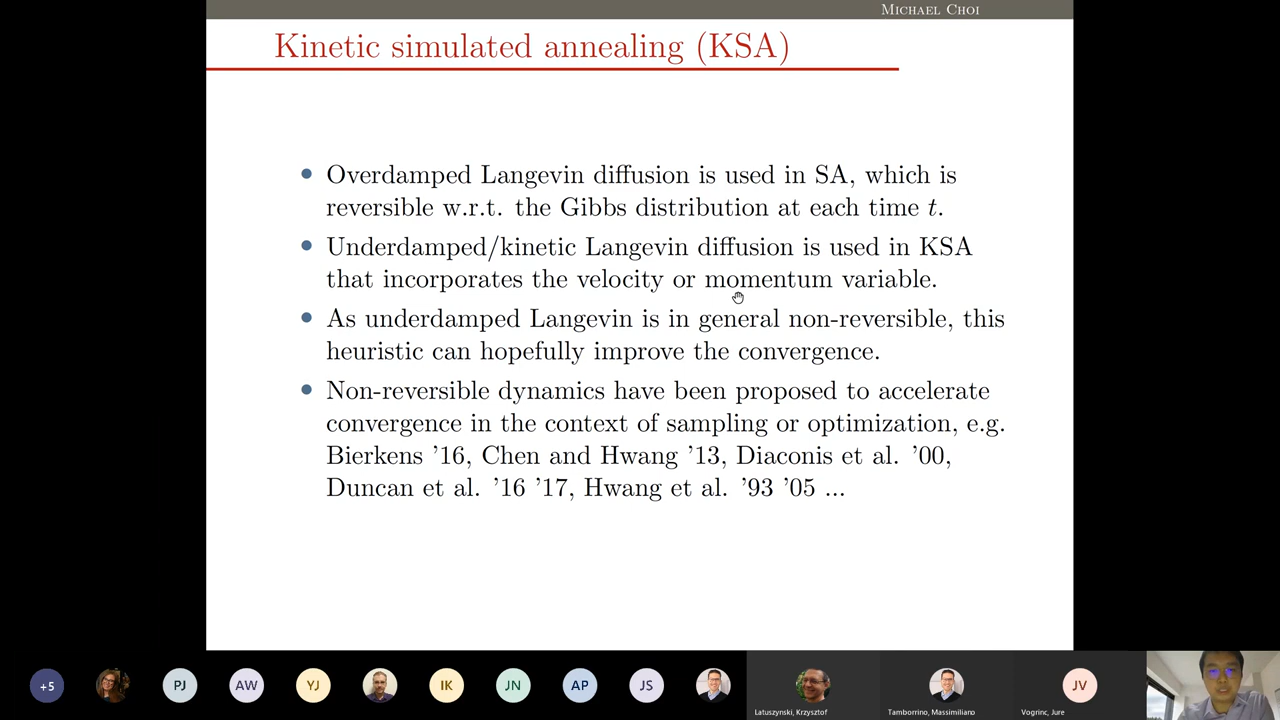 MICHAEL CHOI
Kinetic simulated annealing (KSA)
• Overdamped Langevin diffusion is used in SA, which is
reversible w.r.t. the Gibbs distribution at each time t.
• Underdamped/kinetic Langevin diffusion is used in KSA
that incorporates the velocity or momentum variable.
• As underdamped Langevin is in general non-reversible, this
heuristic can hopefully improve the convergence.
• Non-reversible dynamics have been proposed to accelerate
convergence in the context of sampling or optimization, e.g.
Bierkens '16, Chen and Hwang '13, Diaconis et al. '00,
Duncan et al. '16 '17, Hwang et al. '93 '05 ...
+5
PJ
AW
YJ
IK
JN
AP
JS
JV
Latuszynski, Krzysztof
Tamborrino, Massimiliano
Vogrinc, Jure